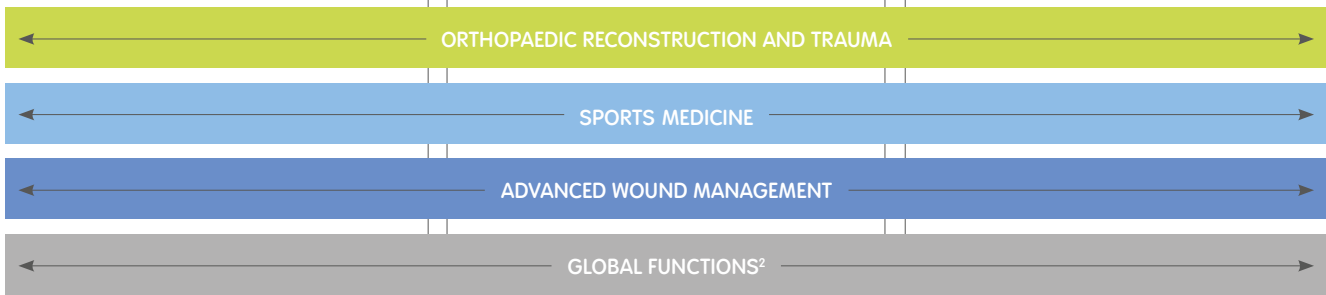 ORTHOPAEDIC RECONSTRUCTION AND TRAUMA
SPORTS MEDICINE
ADVANCED WOUND MANAGEMENT
GLOBAL FUNCTIONS²